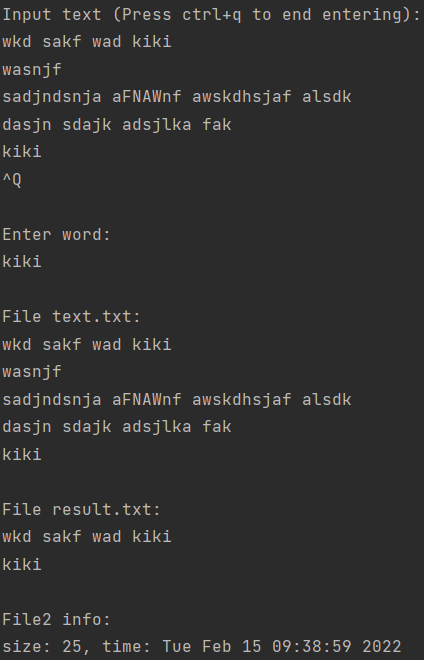 Input text (Press ctrl+q to end entering):
wkd sakf wad kiki
wasnjf
sadjndsnja aFNAWnf awskdhsjaf alsdk
dasjn sdajk adsjlka fak
kiki
^Q
Enter word:
kiki
File text.txt:
wkd sakf wad kiki
wasnjf
sadjndsnja aFNAWnf awskdhsjaf alsdk
dasjn sdajk adsjlka fak
kiki
File result.txt:
wkd sakf wad kiki
kiki
File2 info:
size: 25, time: Tue Feb 15 09:38:59 2022